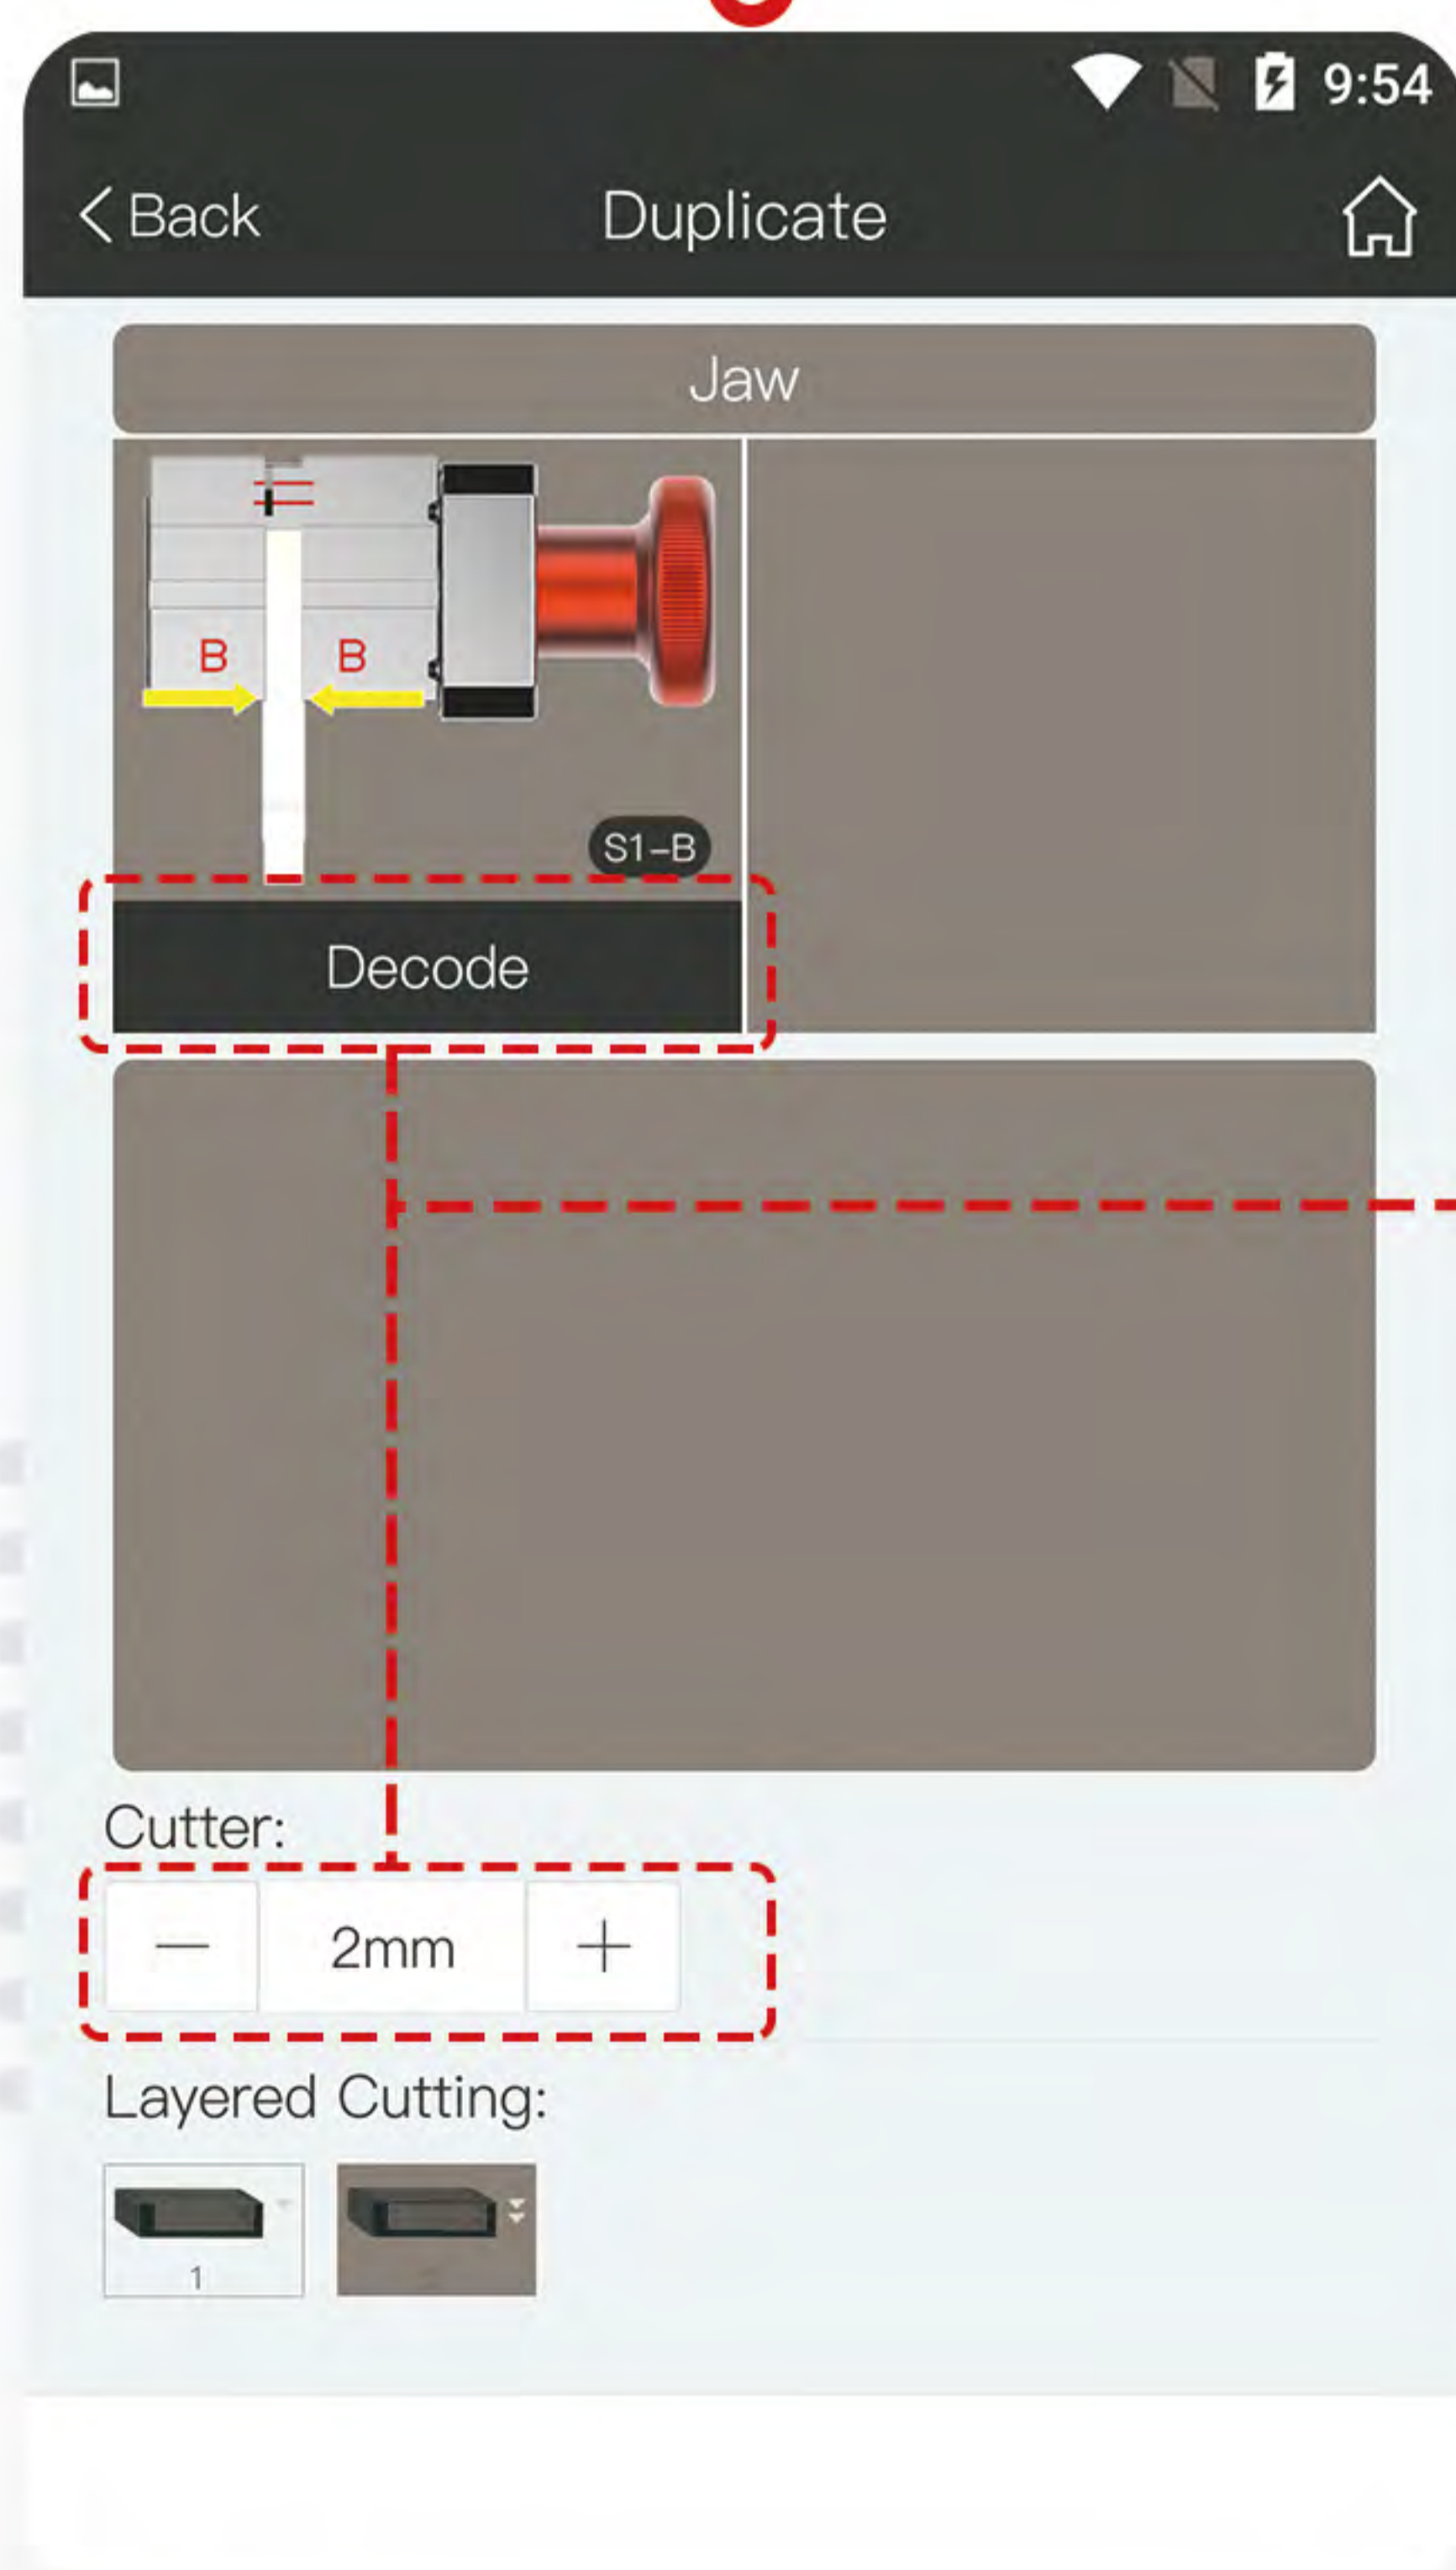 9:54
Back
Duplicate
Jaw
B B
S1-B
Decode
Cutter:
2mm
Layered Cutting:
1